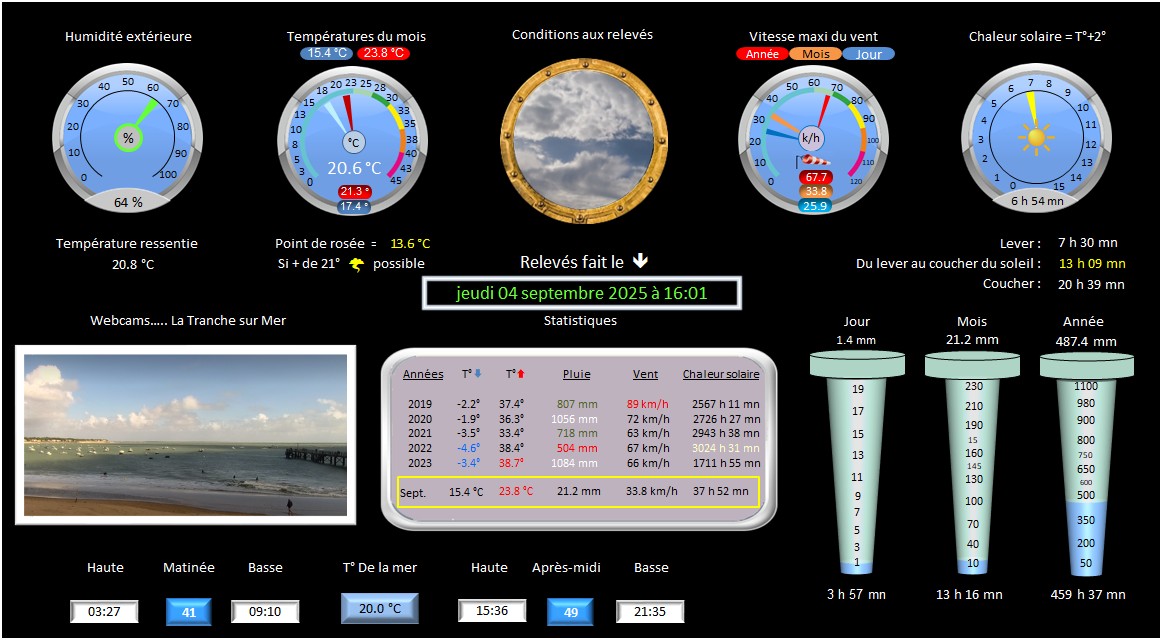 Humidité extérieure
Températures du mois
Conditions aux relevés
Vitesse maxi du vent
Chaleur solaire = T°+2°
15.4 °C 23.8 °C
Année Mois Jour
0 10 20 30 40 50 60 70 80 90 100
%
64 %
0 3 5 8 10 13 15 18 20 23 25 28 30 33 35 38 40 43 45
°C
20.6 °C
21.3 °
17.4 °
0 10 20 30 40 50 60 70 80 90 100 110 120
k/h
67.7
33.8
25.9
0 1 2 3 4 5 6 7 8 9 10 11 12 13 14 15
6 h 54 mn
Température ressentie
20.8 °C
Point de rosée = 13.6 °C
Si + de 21° possible
Relevés fait le
jeudi 04 septembre 2025 à 16:01
Lever : 7 h 30 mn
Du lever au coucher du soleil : 13 h 09 mn
Coucher : 20 h 39 mn
Webcams..... La Tranche sur Mer
Statistiques
Années T° T° Pluie Vent Chaleur solaire
2019 -2.2° 37.4° 807 mm 89 km/h 2567 h 11 mn
2020 -1.9° 36.3° 1056 mm 72 km/h 2726 h 27 mn
2021 -3.5° 33.4° 718 mm 63 km/h 2943 h 38 mn
2022 -4.6° 38.4° 504 mm 67 km/h 3024 h 31 mn
2023 -3.4° 38.7° 1084 mm 66 km/h 1711 h 55 mn
Sept. 15.4 °C 23.8 °C 21.2 mm 33.8 km/h 37 h 52 mn
Jour Mois Année
1.4 mm 21.2 mm 487.4 mm
19 17 15 13 11 9 7 5 3 1
230 210 190 15 160 145 130 100 70 40 10
1100 980 900 800 750 650 600 500 350 200 50
3 h 57 mn 13 h 16 mn 459 h 37 mn
Haute Matinée Basse T° De la mer Haute Après-midi Basse
03:27 41 09:10 20.0 °C 15:36 49 21:35